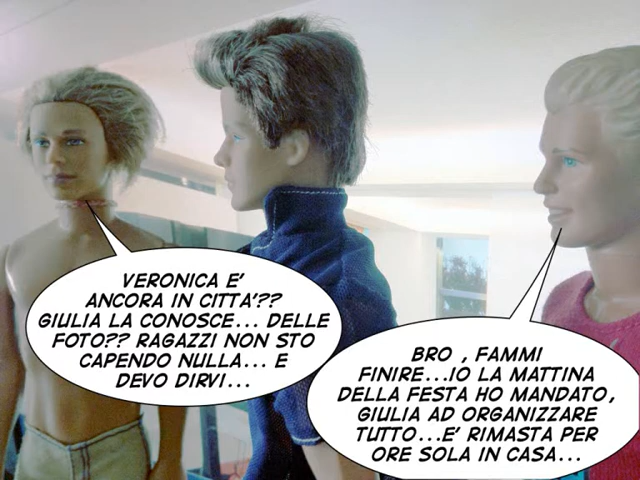 VERONICA E'
ANCORA IN CITTA'??
GIULIA LA CONOSCE... DELLE
FOTO?? RAGAZZI NON STO
CAPENDO NULLA... E
DEVO DIRVI...
BRO , FAMMI
FINIRE...IO LA MATTINA
DELLA FESTA HO MANDATO,
GIULIA AD ORGANIZZARE
TUTTO...E' RIMASTA PER
ORE SOLA IN CASA...